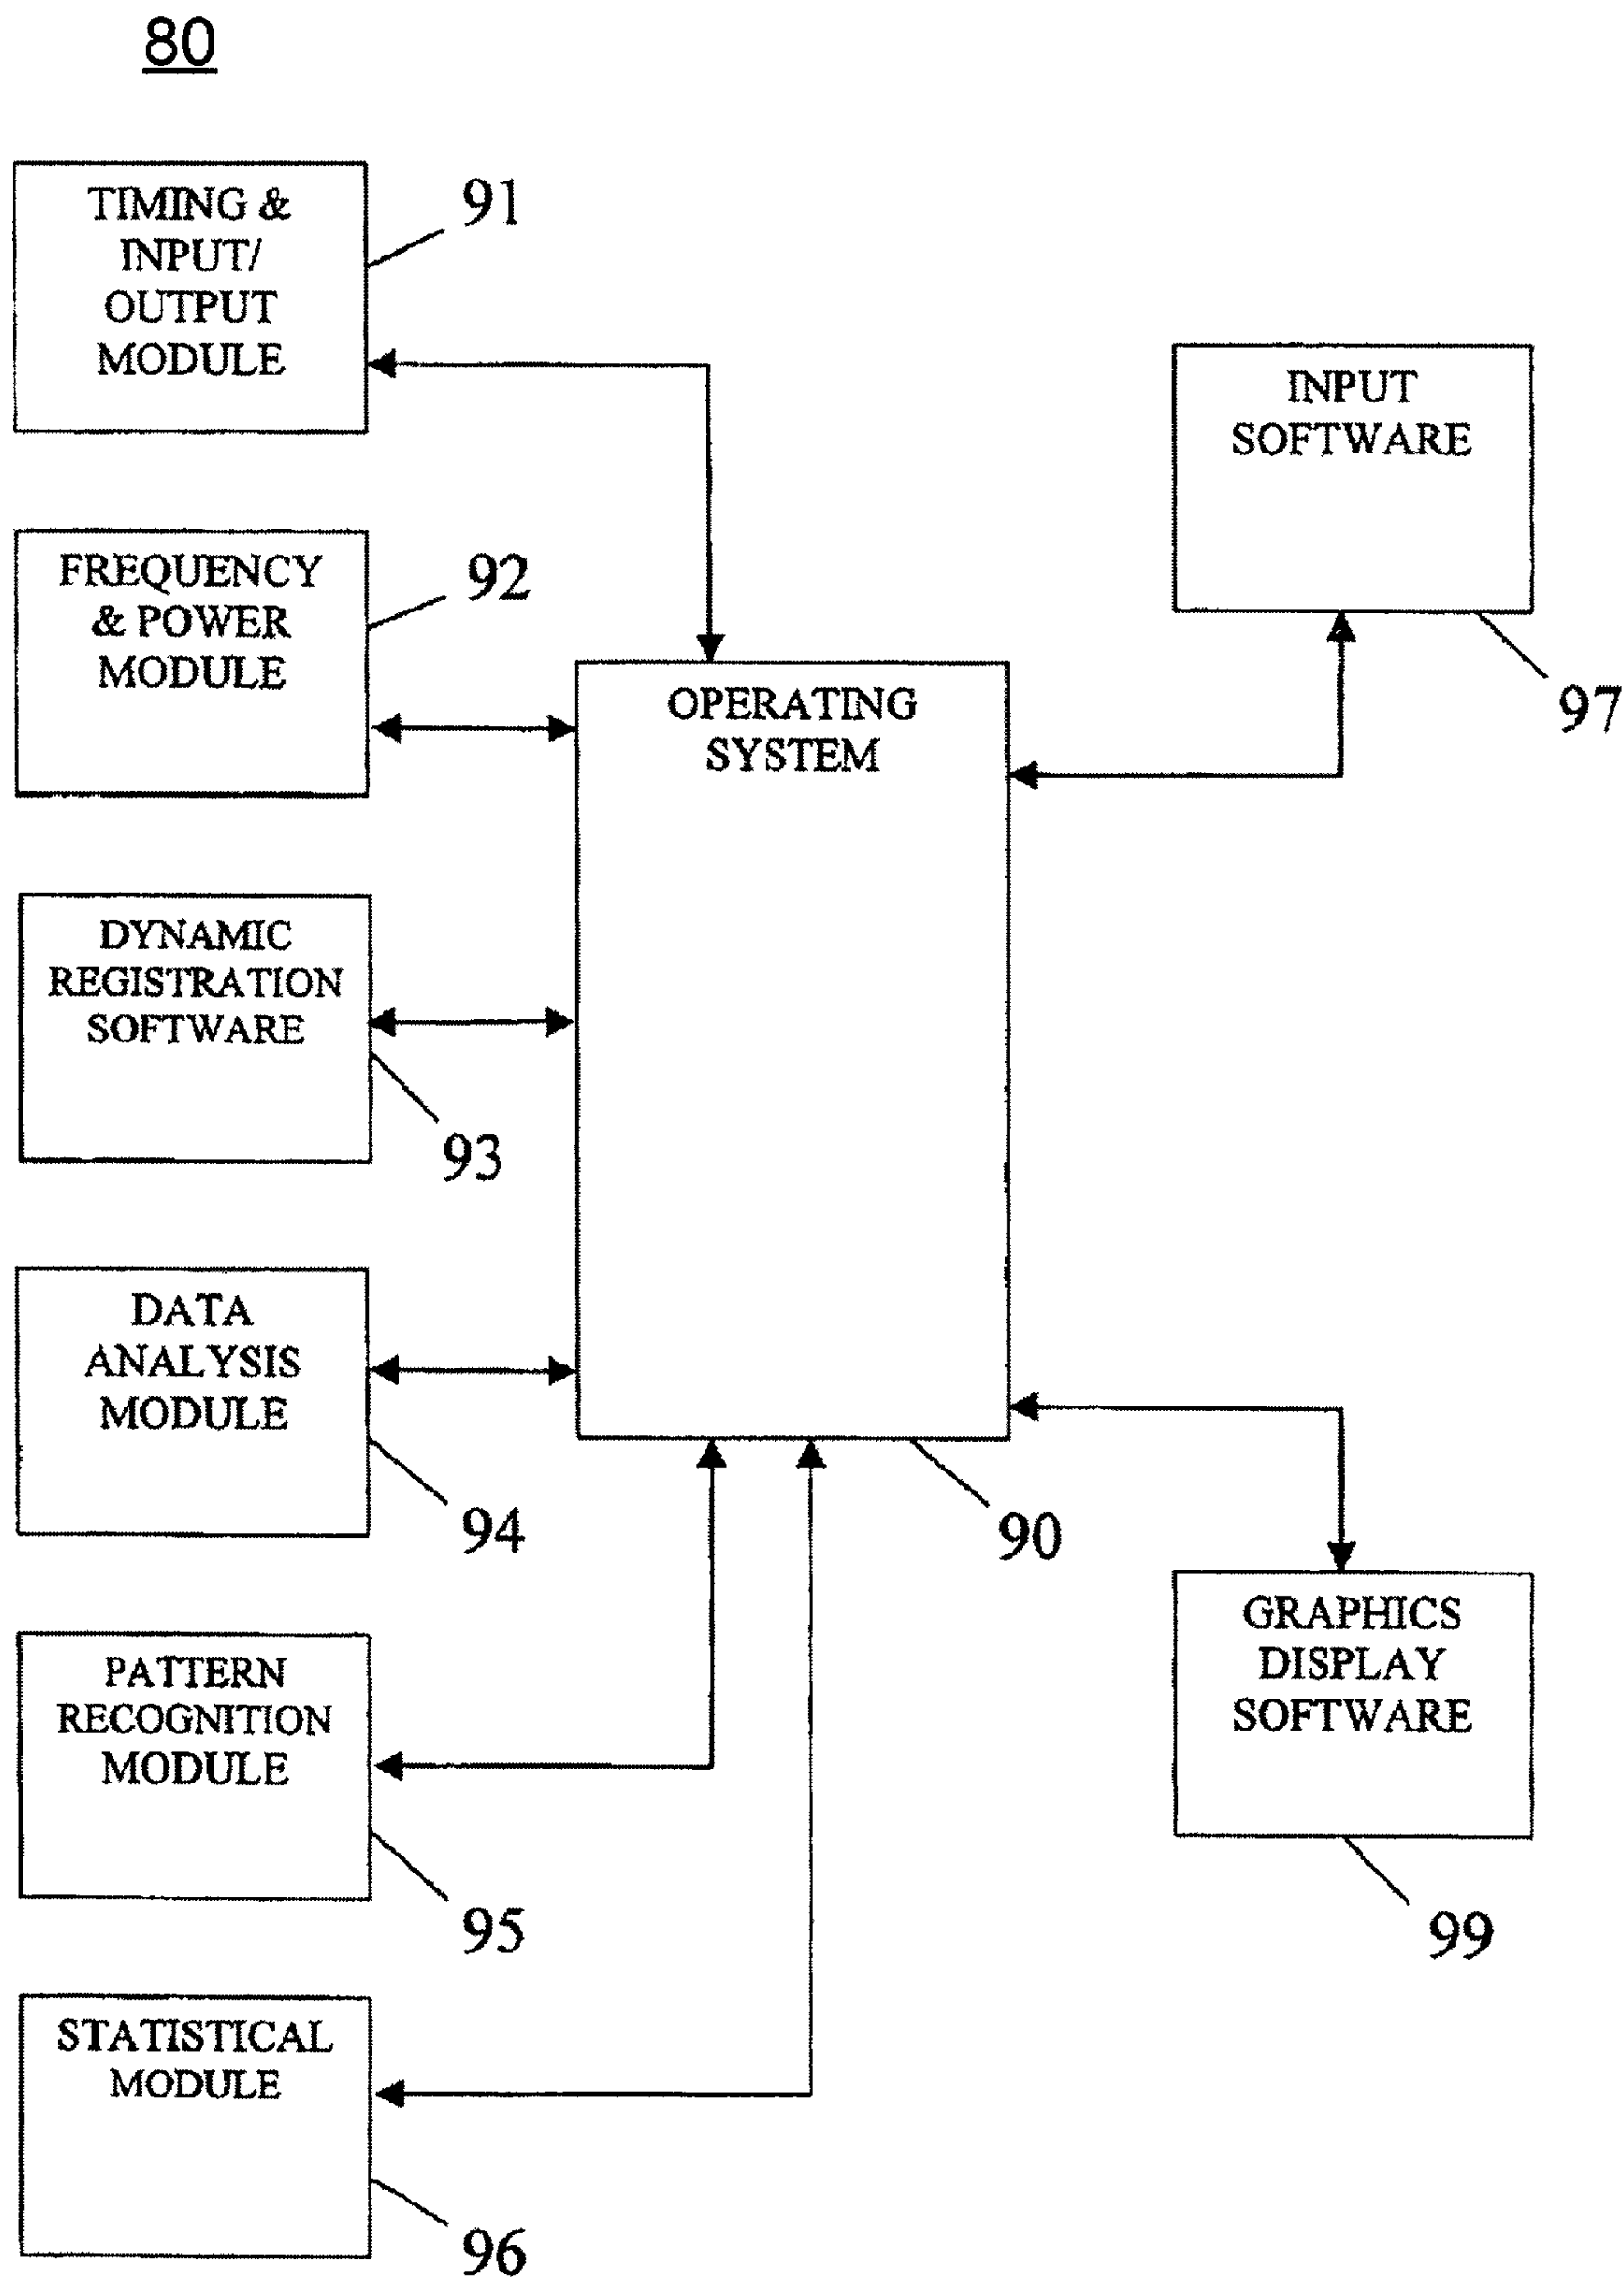 80
TIMING &
INPUT/
OUTPUT
MODULE
91
FREQUENCY
& POWER
MODULE
92
DYNAMIC
REGISTRATION
SOFTWARE
93
DATA
ANALYSIS
MODULE
94
PATTERN
RECOGNITION
MODULE
95
STATISTICAL
MODULE
96
OPERATING
SYSTEM
90
INPUT
SOFTWARE
97
GRAPHICS
DISPLAY
SOFTWARE
99